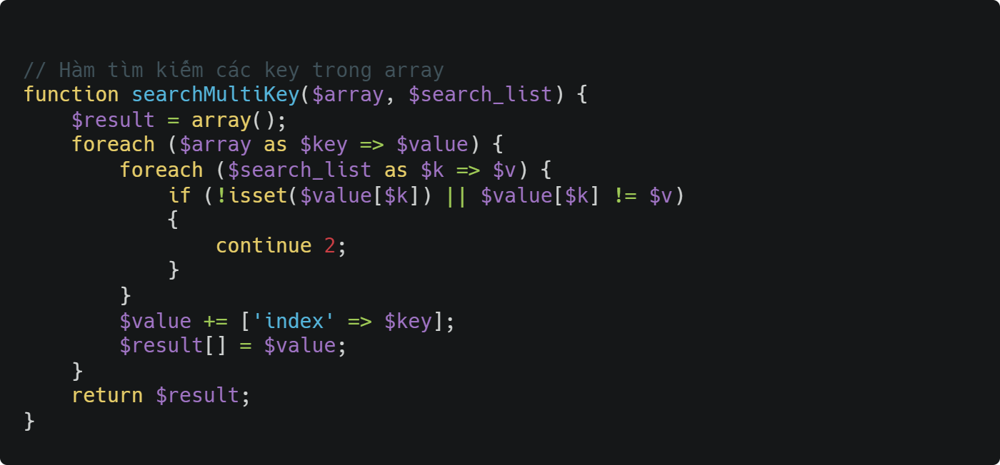 // Hàm tìm kiếm các key trong array
function searchMultiKey($array, $search_list) {
    $result = array();
    foreach ($array as $key => $value) {
        foreach ($search_list as $k => $v) {
            if (!isset($value[$k]) || $value[$k] != $v)
            {
                continue 2;
            }
        }
        $value += ['index' => $key];
        $result[] = $value;
    }
    return $result;
}